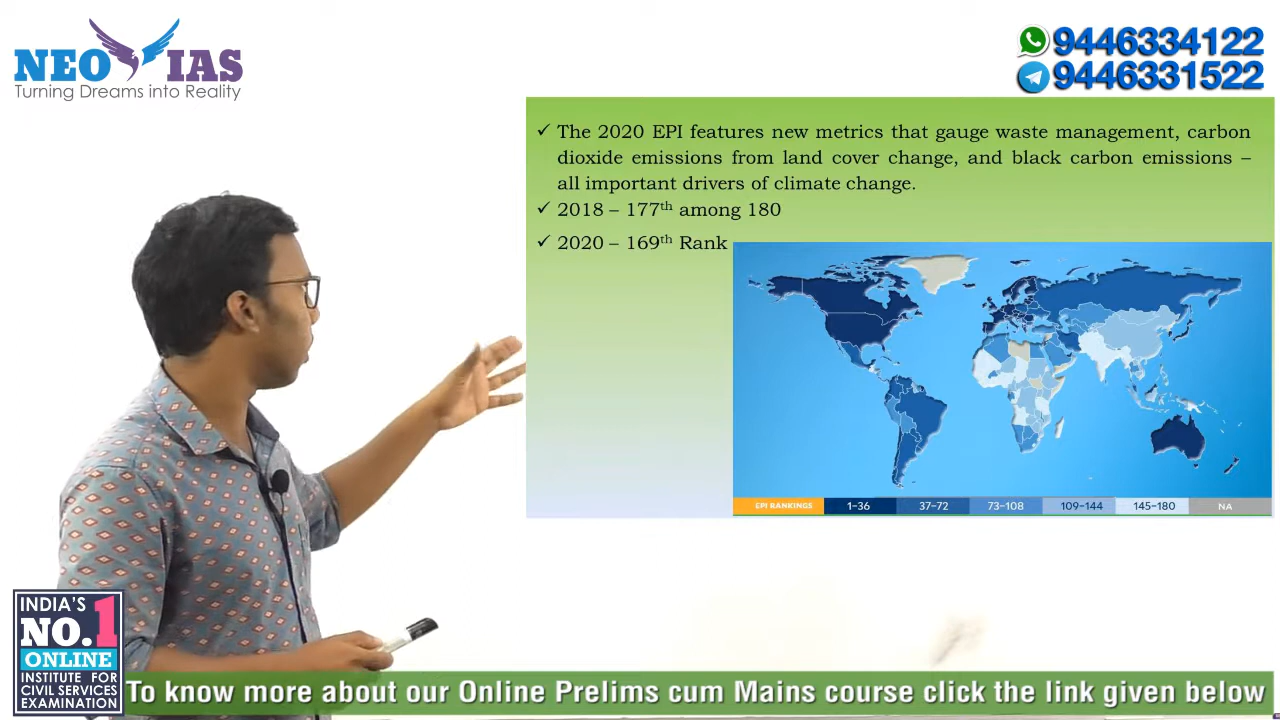 NEO IAS
Turning Dreams into Reality
9446334122
9446331522
✓ The 2020 EPI features new metrics that gauge waste management, carbon
dioxide emissions from land cover change, and black carbon emissions –
all important drivers of climate change.
✓ 2018 – 177th among 180
✓ 2020 – 169th Rank
EPI RANKINGS 1–36 37–72 73–108 109–144 145–180 NA
INDIA'S
NO.1
ONLINE
INSTITUTE FOR
CIVIL SERVICES
EXAMINATION
To know more about our Online Prelims cum Mains course click the link given below